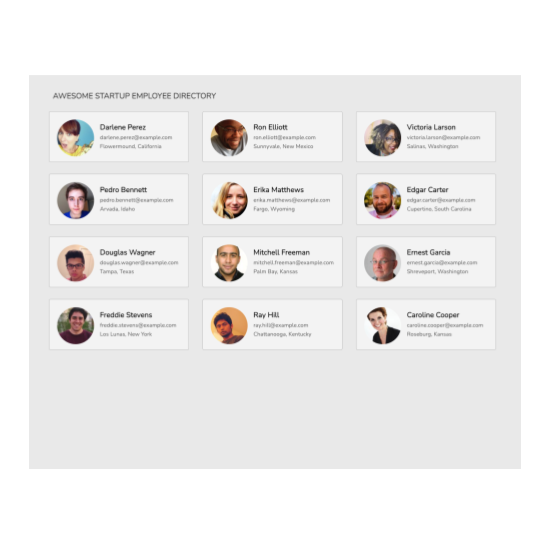 AWESOME STARTUP EMPLOYEE DIRECTORY
Darlene Perez
darlene.perez@example.com
Flowermound, California
Ron Elliott
ron.elliott@example.com
Sunnyvale, New Mexico
Victoria Larson
victoria.larson@example.com
Salinas, Washington
Pedro Bennett
pedro.bennett@example.com
Arvada, Idaho
Erika Matthews
erika.matthews@example.com
Fargo, Wyoming
Edgar Carter
edgar.carter@example.com
Cupertino, South Carolina
Douglas Wagner
douglas.wagner@example.com
Tampa, Texas
Mitchell Freeman
mitchell.freeman@example.com
Palm Bay, Kansas
Ernest Garcia
ernest.garcia@example.com
Shreveport, Washington
Freddie Stevens
freddie.stevens@example.com
Los Lunas, New York
Ray Hill
ray.hill@example.com
Chattanooga, Kentucky
Caroline Cooper
caroline.cooper@example.com
Roseburg, Kansas